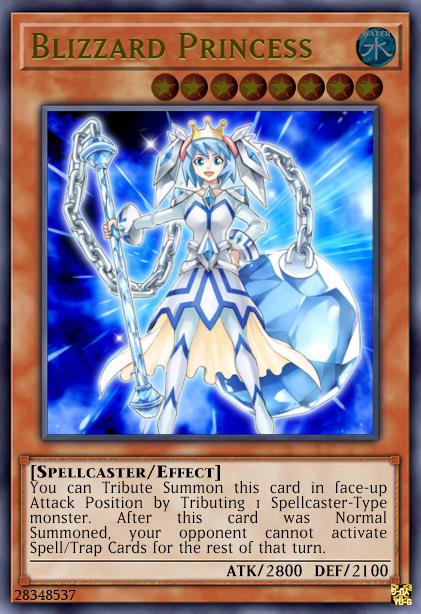 Blizzard Princess
WATER
水
[Spellcaster/Effect]
You can Tribute Summon this card in face-up
Attack Position by Tributing 1 Spellcaster-Type
monster. After this card was Normal
Summoned, your opponent cannot activate
Spell/Trap Cards for the rest of that turn.
ATK/2800 DEF/2100
28348537